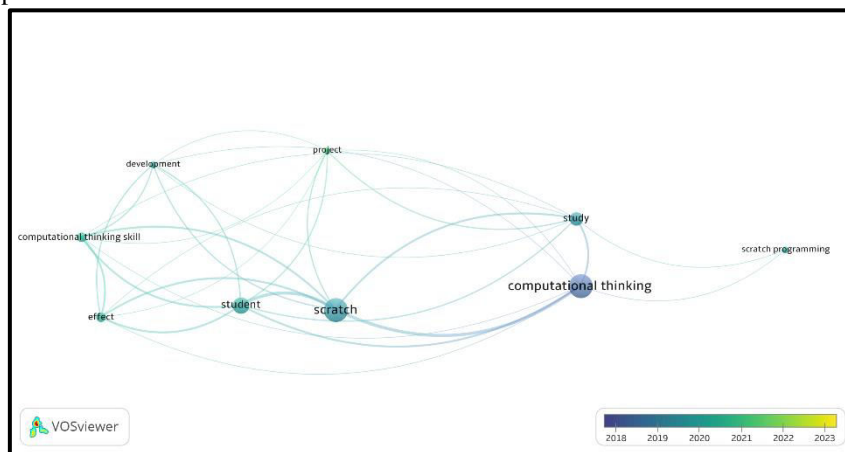 project
development
study
computational thinking skill
scratch programming
computational thinking
student
scratch
effect
VOSviewer
2018 2019 2020 2021 2022 2023